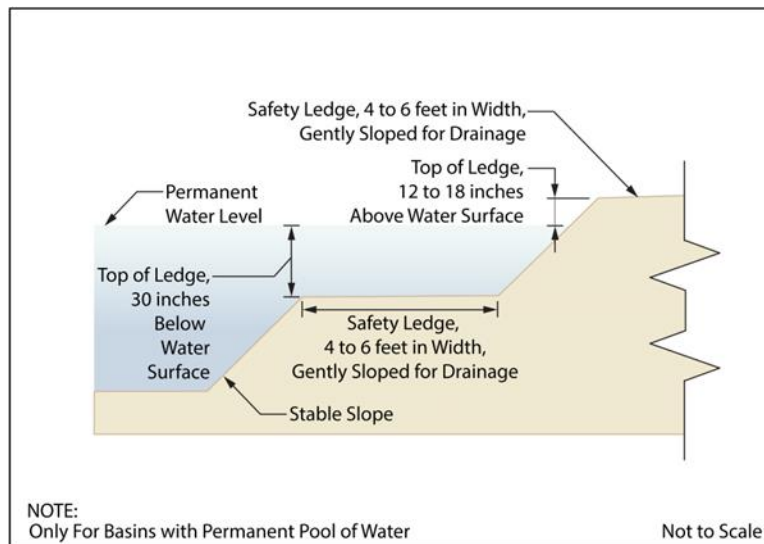 Safety Ledge, 4 to 6 feet in Width,
Gently Sloped for Drainage
Top of Ledge,
12 to 18 inches
Above Water Surface
Permanent
Water Level
Top of Ledge,
30 inches
Below
Water
Surface
Safety Ledge,
4 to 6 feet in Width,
Gently Sloped for Drainage
Stable Slope
NOTE:
Only For Basins with Permanent Pool of Water
Not to Scale